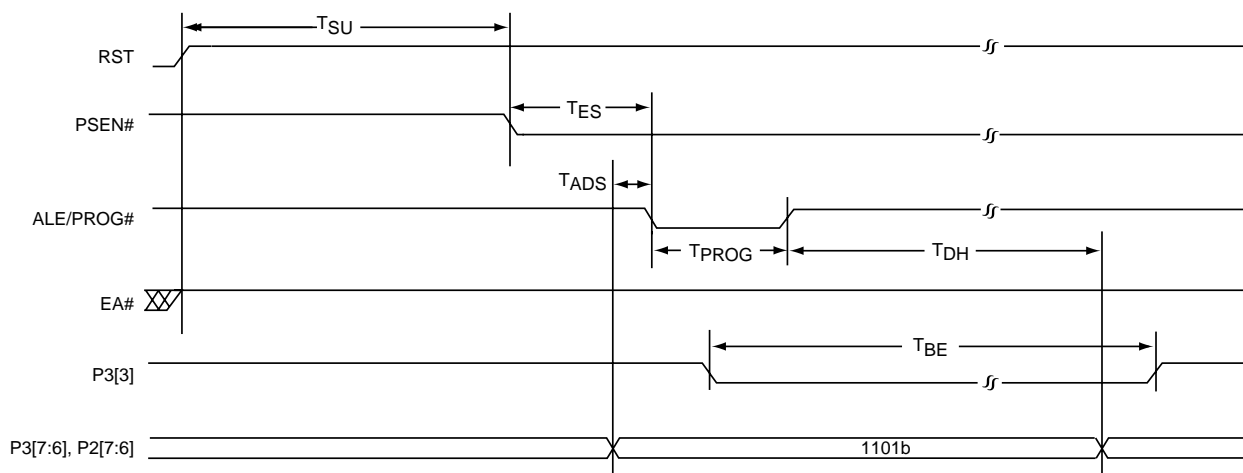 TSU
RST
TES
PSEN#
TADS
ALE/PROG#
TPROG
TDH
EA#
TBE
P3[3]
P3[7:6], P2[7:6]
1101b